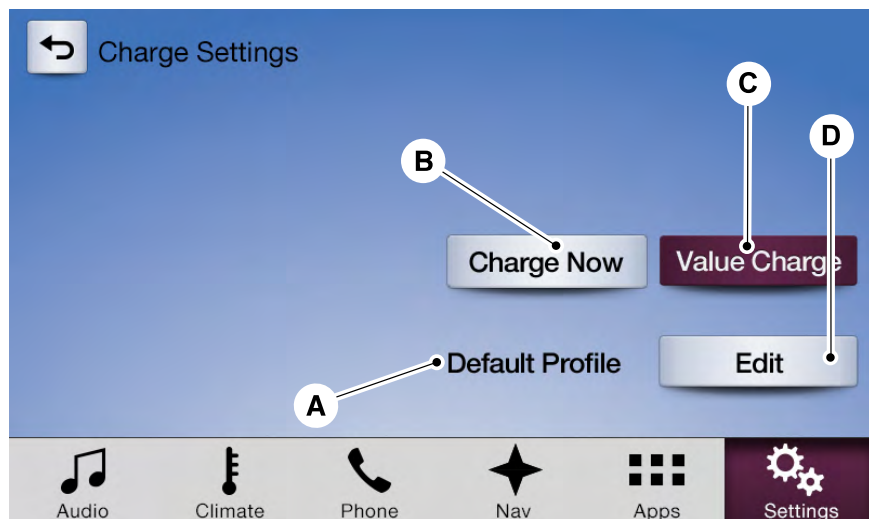 Charge Settings
C
D
B
Charge Now
Value Charge
Default Profile
Edit
A
Audio
Climate
Phone
Nav
Apps
Settings